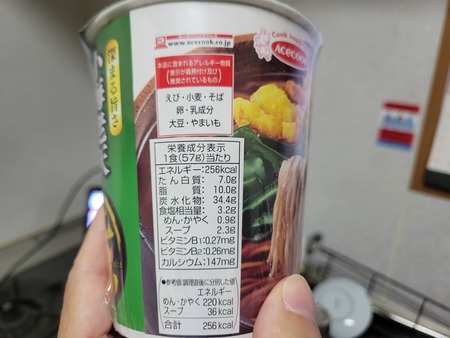 www.acecook.co.jp
Cook
ACECOOK
本品に含まれるアレルギー物質
(表示が義務付け及び
推奨されているもの)
えび・小麦・そば
卵・乳成分
大豆・やまいも
栄養成分表示
1食(57g)当たり
エネルギー:256kcal
たん白質: 7.0g
脂質: 10.0g
炭水化物: 34.4g
食塩相当量: 3.2g
めん・かやく 0.9g
スープ 2.3g
ビタミンB1:0.27mg
ビタミンB2:0.26mg
カルシウム:147mg
●参考値(調理直後に分別した値)
エネルギー
めん・かやく 220kcal
スープ 36kcal
合計 256kcal